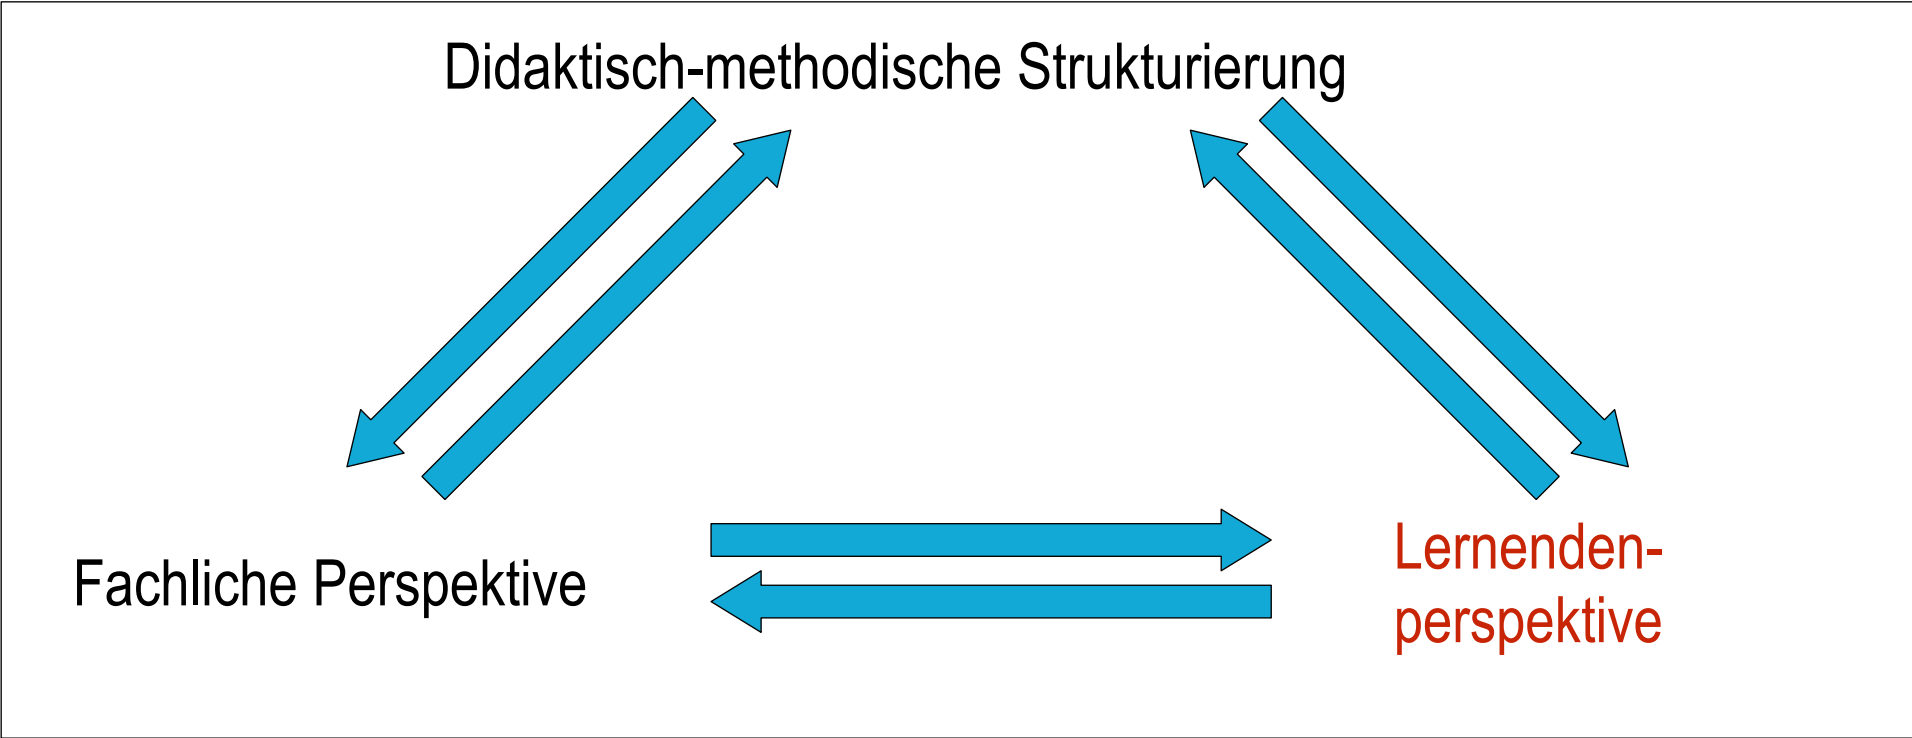 Didaktisch-methodische Strukturierung
Fachliche Perspektive
Lernenden-
perspektive